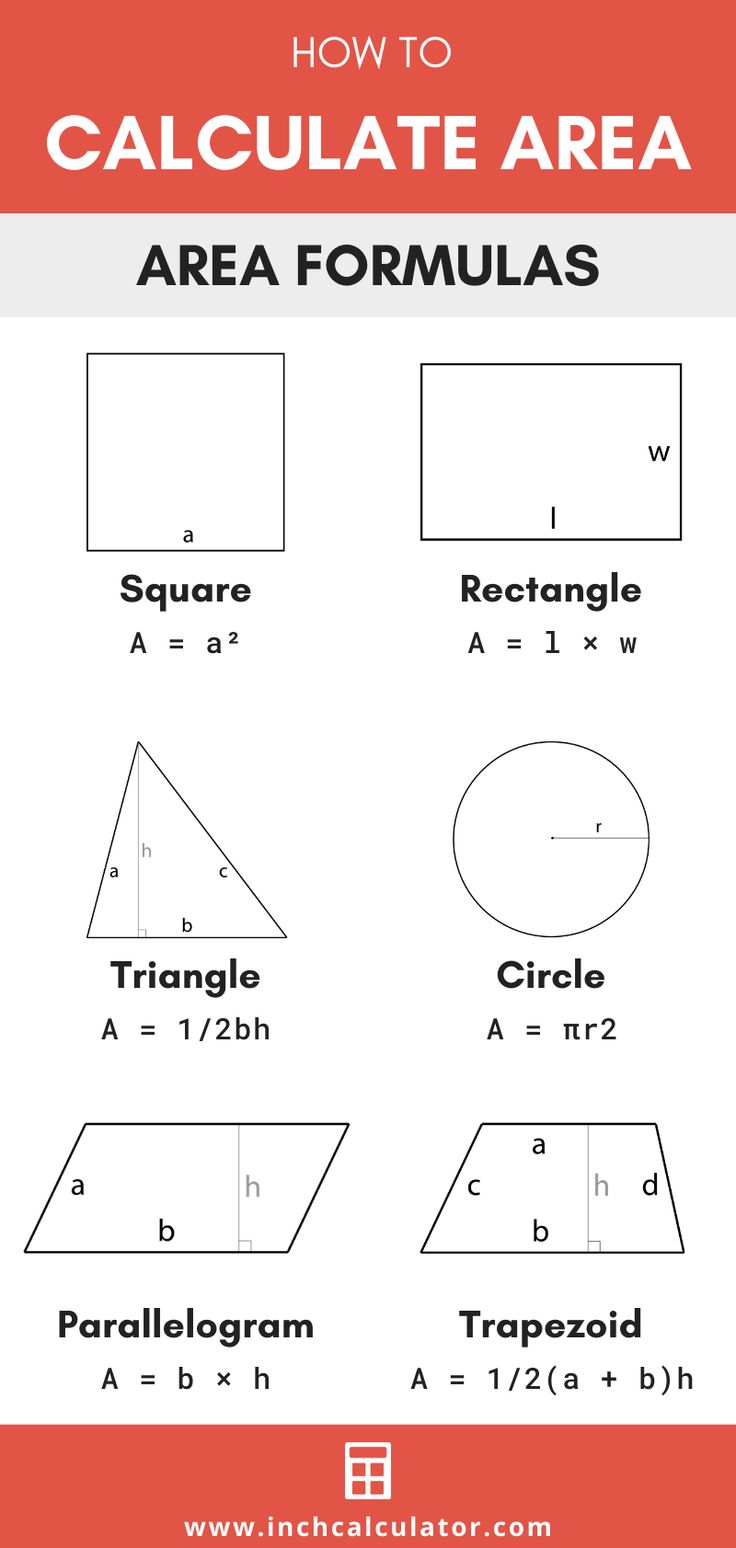 HOW TO
CALCULATE AREA
AREA FORMULAS
a
Square
A = a²
w
l
Rectangle
A = l × w
h
a
c
b
Triangle
A = 1/2bh
r
Circle
A = πr2
a
h
b
Parallelogram
A = b × h
a
c
h
d
b
Trapezoid
A = 1/2(a + b)h
www.inchcalculator.com